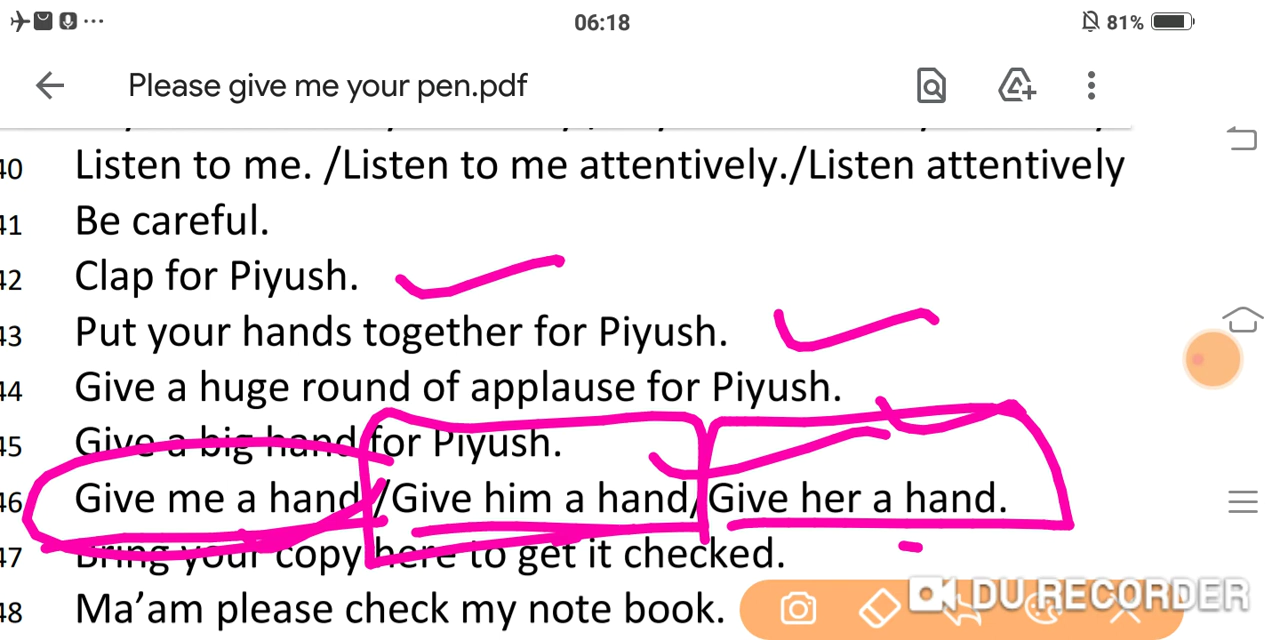 06:18
81%
Please give me your pen.pdf
40 Listen to me. /Listen to me attentively./Listen attentively
41 Be careful.
42 Clap for Piyush.
43 Put your hands together for Piyush.
44 Give a huge round of applause for Piyush.
45 Give a big hand for Piyush.
46 Give me a hand /Give him a hand/ Give her a hand.
47 Bring your copy here to get it checked.
48 Ma’am please check my note book.
DU RECORDER